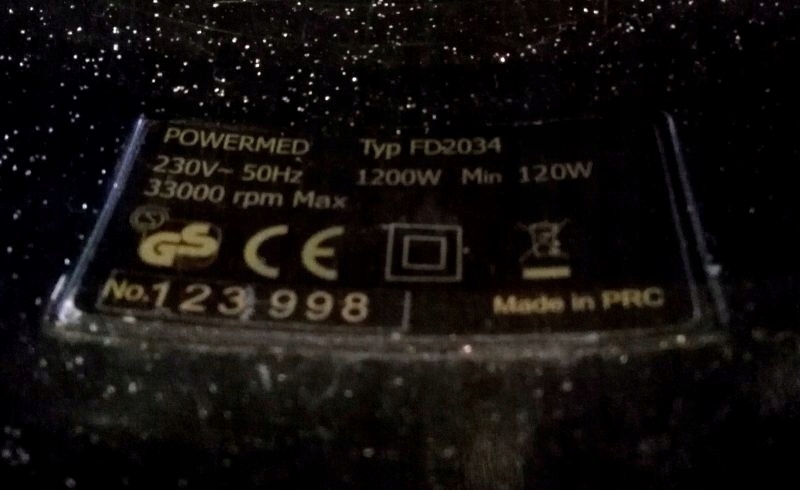 POWERMED Typ FD2034
230V~ 50Hz 1200W Min 120W
33000 rpm Max
GS CE
No. 123 998 Made in PRC